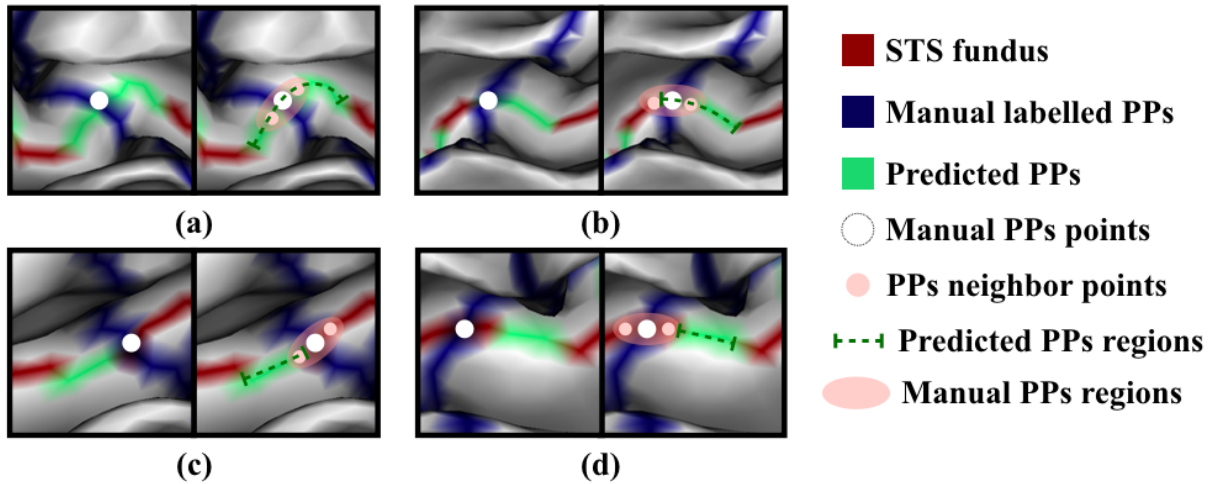 STS fundus
Manual labelled PPs
Predicted PPs
Manual PPs points
PPs neighbor points
Predicted PPs regions
Manual PPs regions
(a)
(b)
(c)
(d)